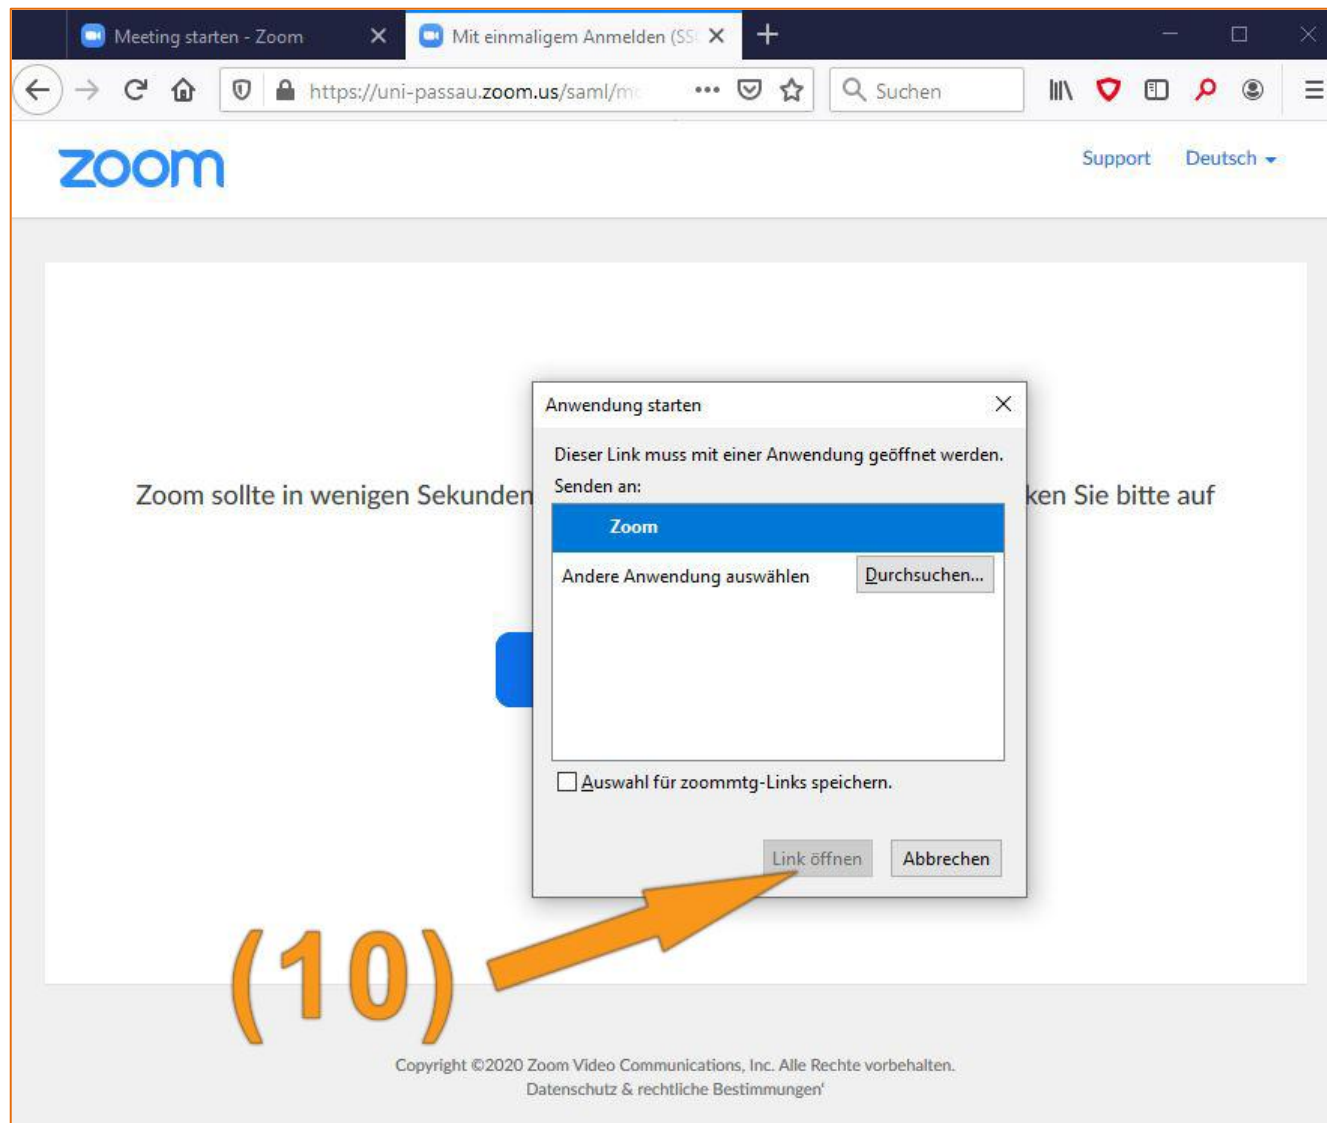 Meeting starten - Zoom
Mit einmaligem Anmelden (SS
https://uni-passau.zoom.us/saml/m
Suchen
zoom
Support Deutsch
Anwendung starten
Dieser Link muss mit einer Anwendung geöffnet werden.
Senden an:
Zoom sollte in wenigen Sekunden
ken Sie bitte auf
Zoom
Andere Anwendung auswählen Durchsuchen...
Auswahl für zoommtg-Links speichern.
Link öffnen Abbrechen
(10)
Copyright ©2020 Zoom Video Communications, Inc. Alle Rechte vorbehalten.
Datenschutz & rechtliche Bestimmungen'